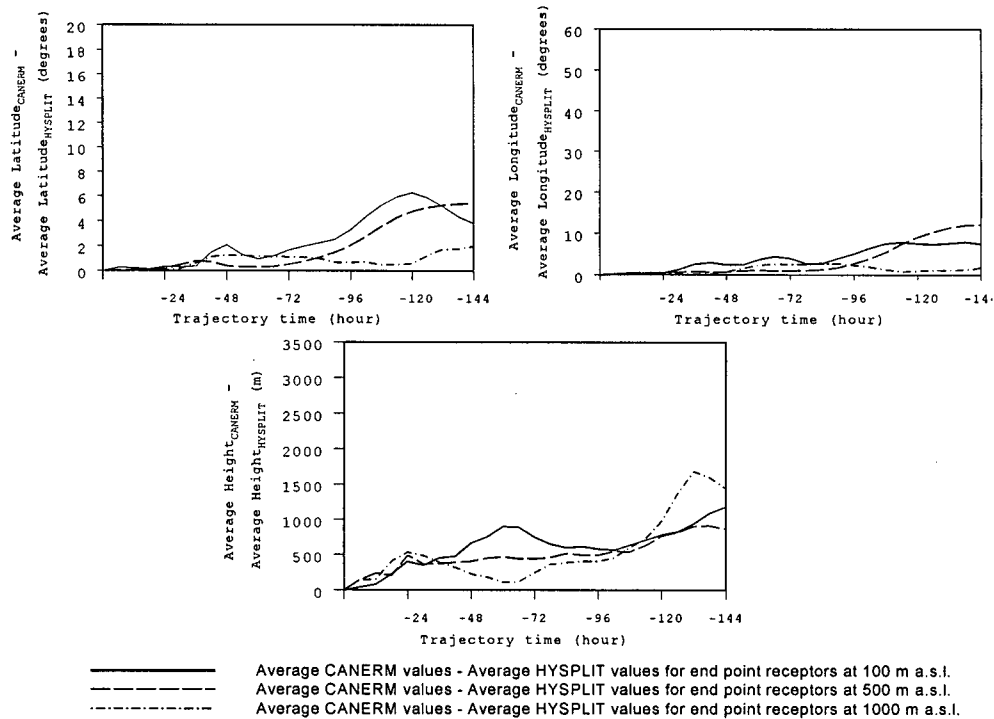 Average Latitude_CANERM -
Average Latitude_HYSPLIT (degrees)
20
18
16
14
12
10
8
6
4
2
0
-24 -48 -72 -96 -120 -144
Trajectory time (hour)
Average Longitude_CANERM -
Average Longitude_HYSPLIT (degrees)
60
50
40
30
20
10
0
-24 -48 -72 -96 -120 -14
Trajectory time (hour)
Average Height_CANERM -
Average Height_HYSPLIT (m)
3500
3000
2500
2000
1500
1000
500
0
-24 -48 -72 -96 -120 -144
Trajectory time (hour)
Average CANERM values - Average HYSPLIT values for end point receptors at 100 m a.s.l.
Average CANERM values - Average HYSPLIT values for end point receptors at 500 m a.s.l.
Average CANERM values - Average HYSPLIT values for end point receptors at 1000 m a.s.l.